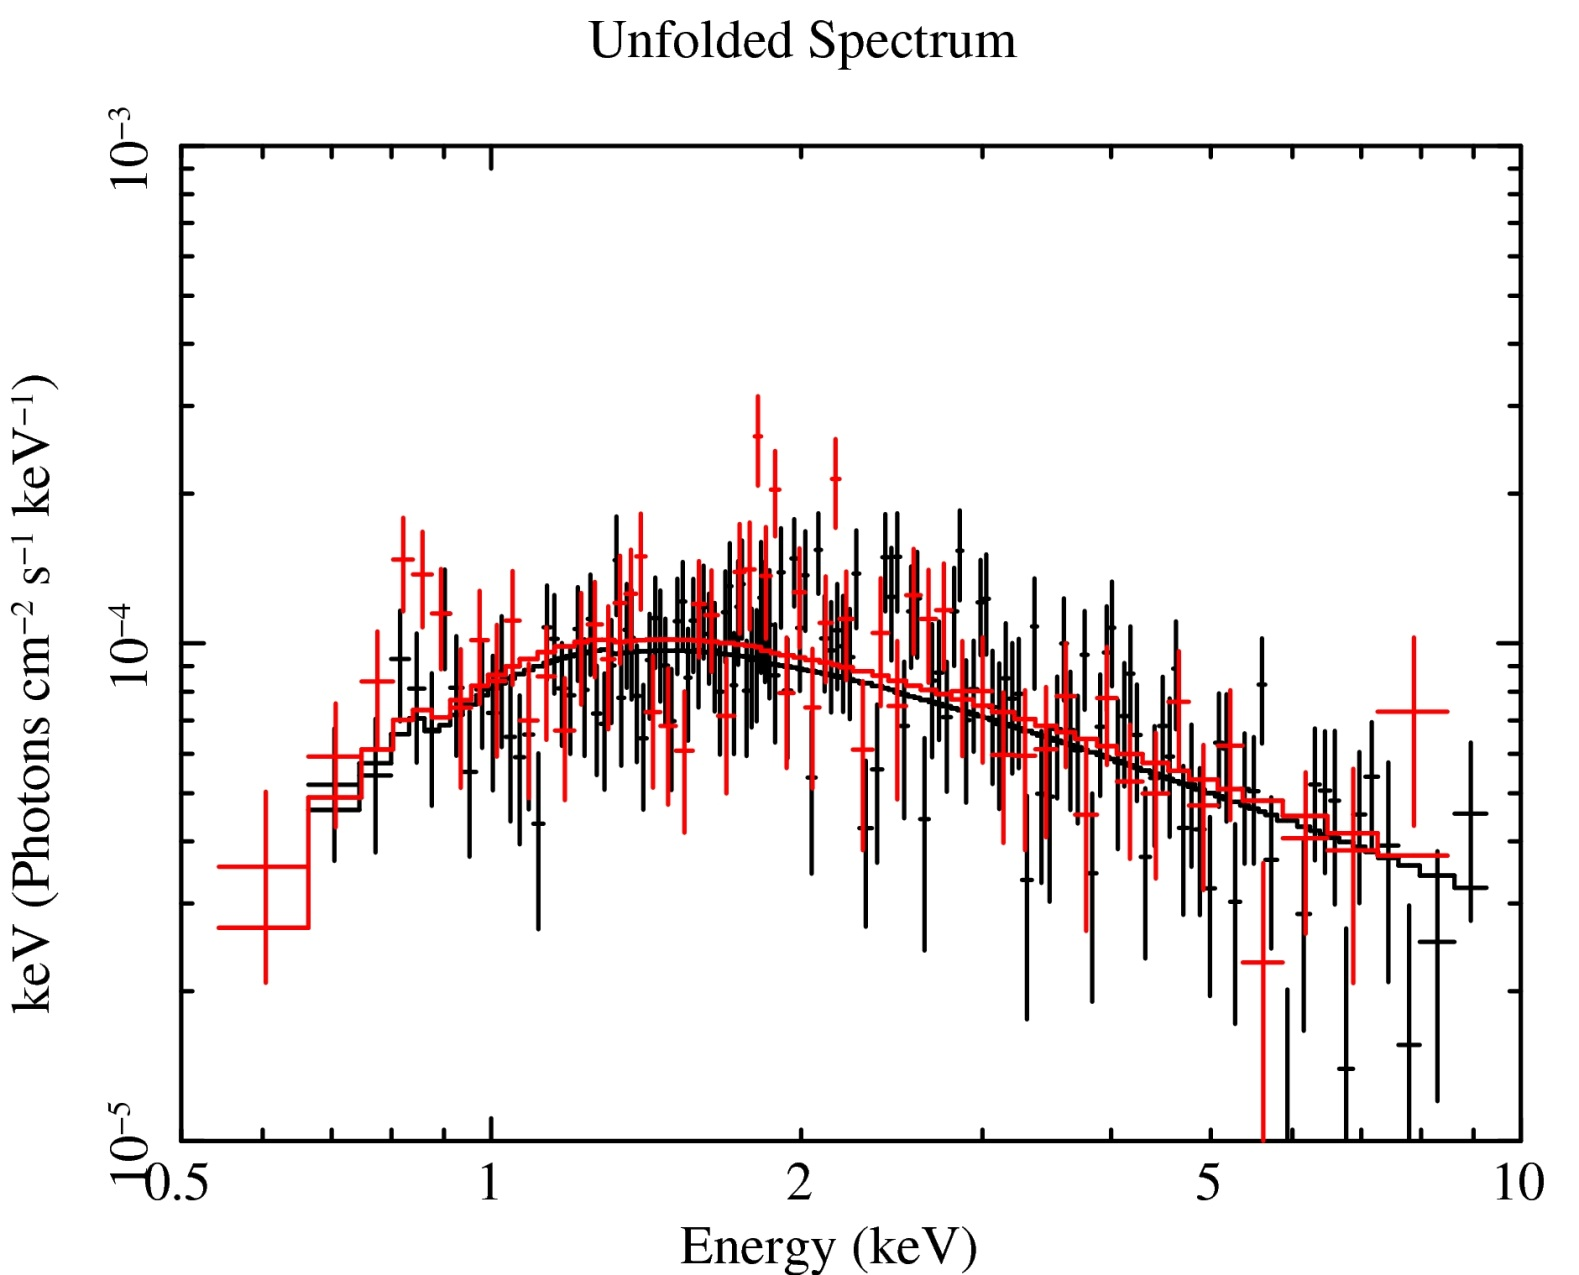 Unfolded Spectrum
keV (Photons cm⁻² s⁻¹ keV⁻¹)
10⁻³
10⁻⁴
10⁻⁵
0.5 1 2 5 10
Energy (keV)